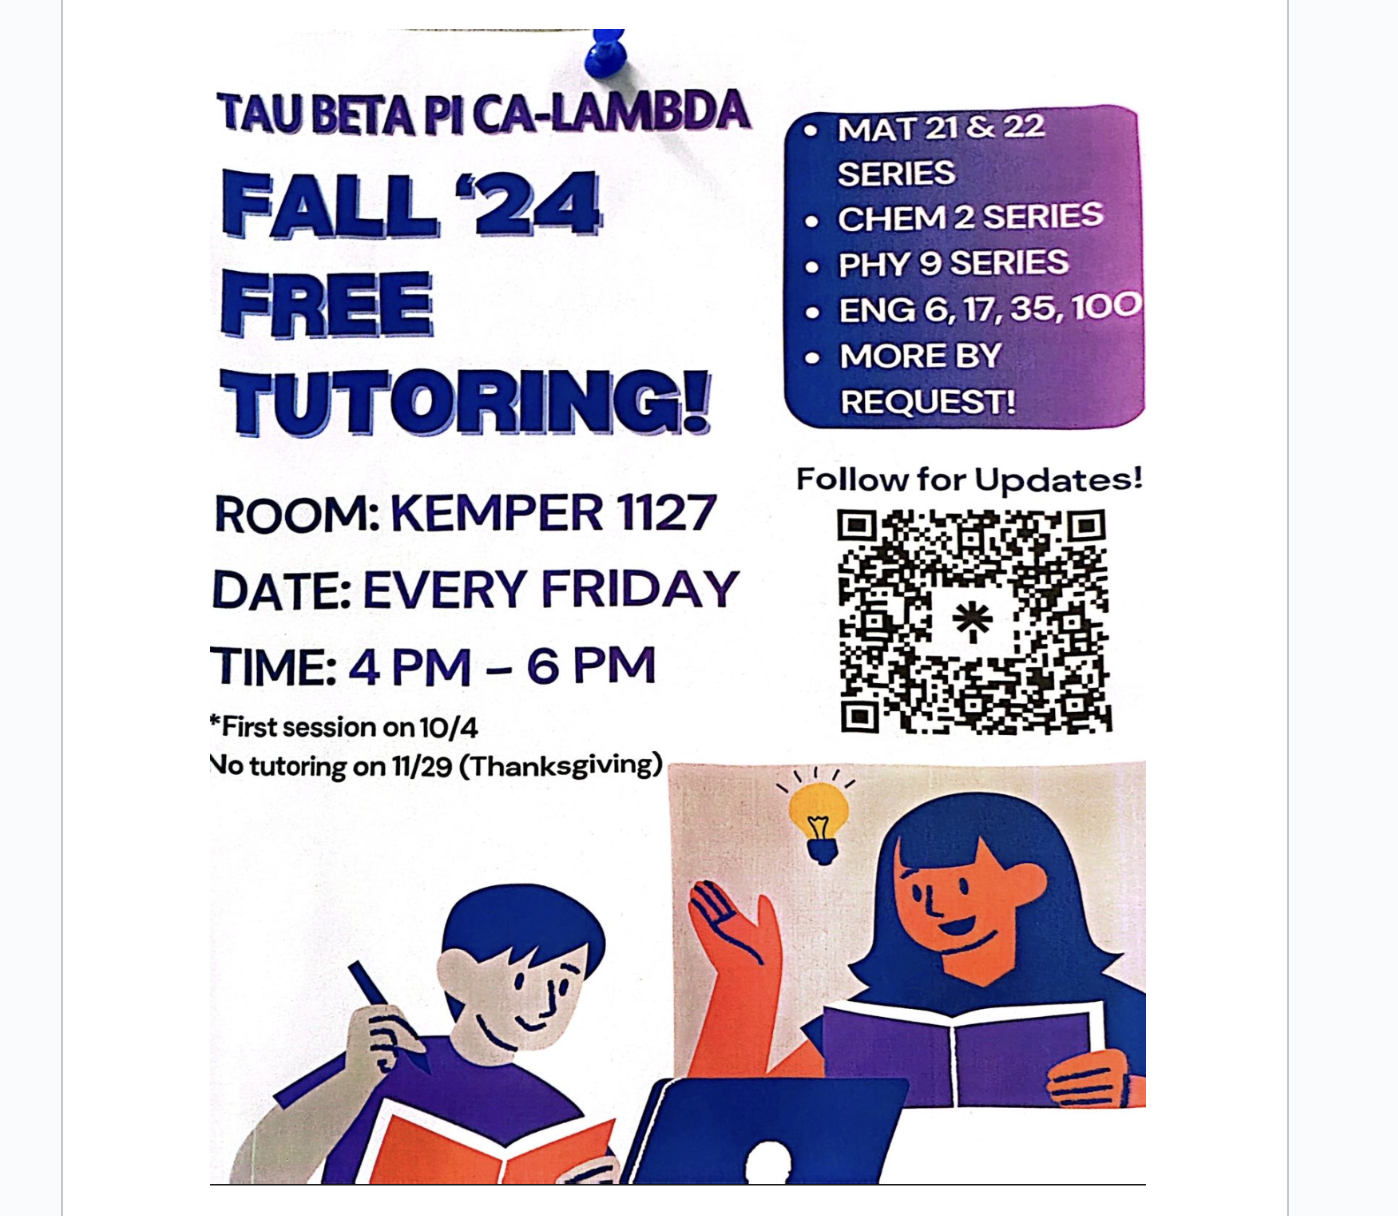 TAU BETA PI CA-LAMBDA
FALL ‘24
FREE
TUTORING!
ROOM: KEMPER 1127
DATE: EVERY FRIDAY
TIME: 4 PM – 6 PM
*First session on 10/4
No tutoring on 11/29 (Thanksgiving)
• MAT 21 & 22
SERIES
• CHEM 2 SERIES
• PHY 9 SERIES
• ENG 6, 17, 35, 100
• MORE BY
REQUEST!
Follow for Updates!